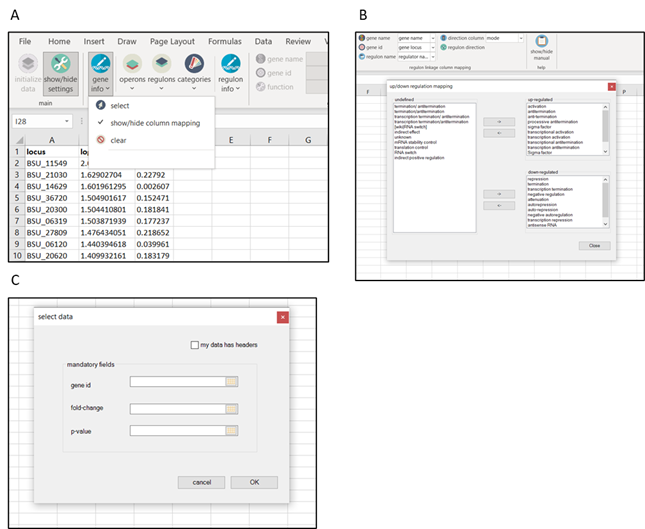 A
File Home Insert Draw Page Layout Formulas Data Review
initialize data
show/hide settings
gene info
operons regulons categories
regulon info
gene name
gene id
function
main
select
show/hide column mapping
clear
I28
A E F G
1 locus
2 BSU_11549
3 BSU_21030 1.62902704 0.22792
4 BSU_14629 1.601961295 0.002607
5 BSU_36720 1.504901617 0.152471
6 BSU_20300 1.504410801 0.181841
7 BSU_06319 1.503871939 0.177237
8 BSU_27809 1.476434051 0.218652
9 BSU_06120 1.440394618 0.039961
10 BSU_20620 1.409932161 0.183179
B
gene name gene name direction column mode
gene id gene locus regulon direction
regulon name regulator na...
show/hide manual
regulon linkage column mapping help
F P
up/down regulation mapping
undefined
termination/ antitermination
termination/antitermination
transcription termination/antitermination
[wiki|RNA switch]
indirect effect
unknown
mRNA stability control
translation control
RNA switch
indirect positive regulation
up-regulated
activation
antitermination
anti-termination
processive antitermination
sigma factor
transcriptional activation
transcription activation
transcriptional antitermination
transcription antitermination
Sigma factor
down-regulated
repression
termination
transcription termination
negative regulation
attenuation
autorepression
auto-repression
negative autoregulation
transcription repression
antisense RNA
Close
C
select data
my data has headers
mandatory fields
gene id
fold-change
p-value
cancel OK